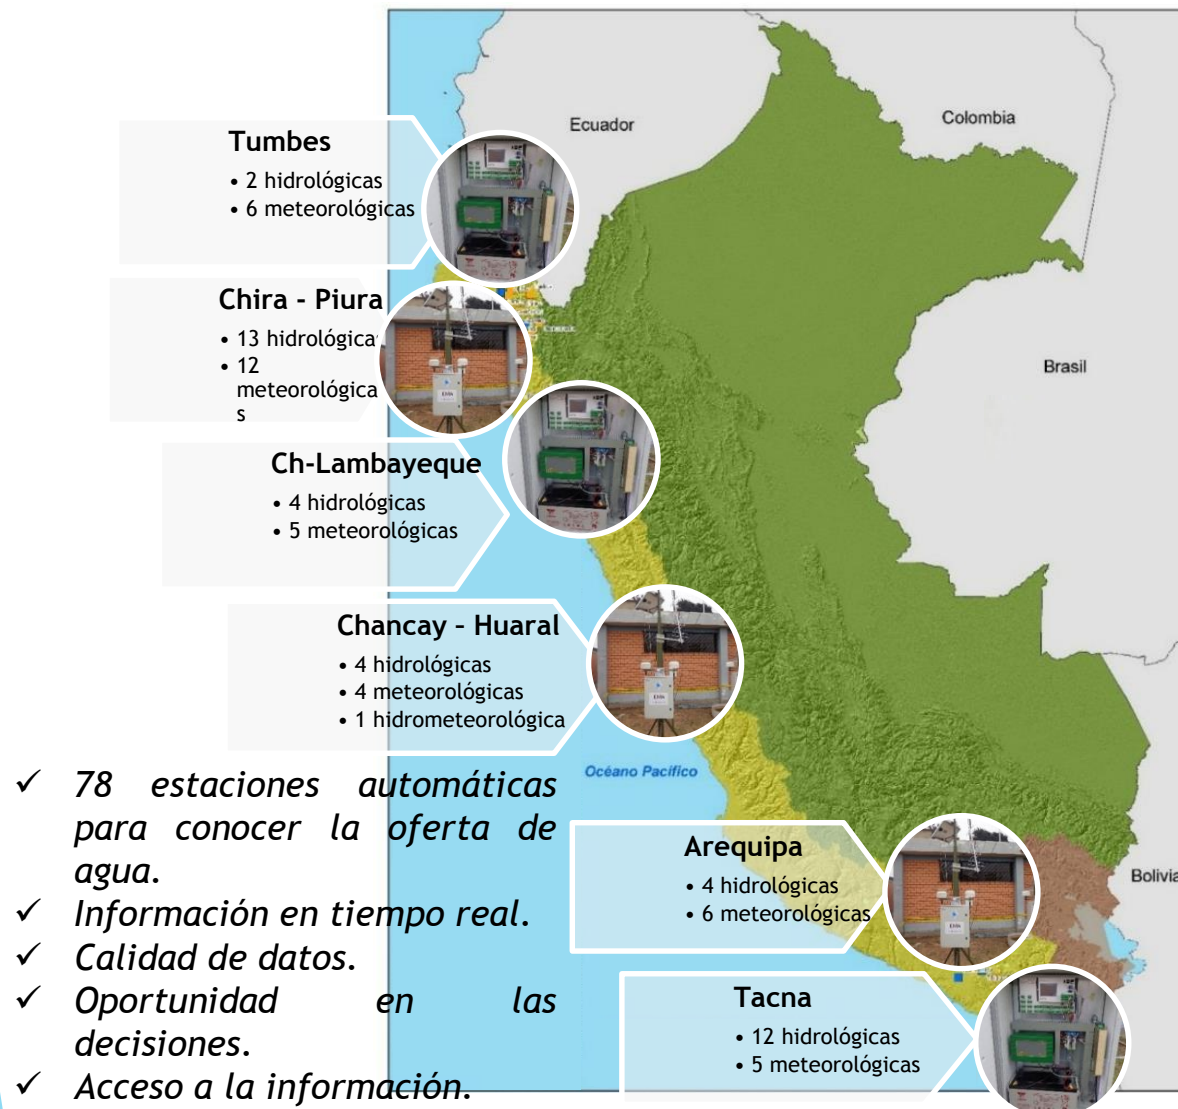 Ecuador
Colombia
Tumbes
• 2 hidrológicas
• 6 meteorológicas
Chira - Piura
• 13 hidrológica
• 12
meteorológica
s
Brasil
Ch-Lambayeque
• 4 hidrológicas
• 5 meteorológicas
Chancay – Huaral
• 4 hidrológicas
• 4 meteorológicas
• 1 hidrometeorológica
Océano Pacífico
✓ 78 estaciones automáticas
para conocer la oferta de
agua.
✓ Información en tiempo real.
✓ Calidad de datos.
✓ Oportunidad en las
decisiones.
✓ Acceso a la información.
Arequipa
• 4 hidrológicas
• 6 meteorológicas
Bolivia
Tacna
• 12 hidrológicas
• 5 meteorológicas